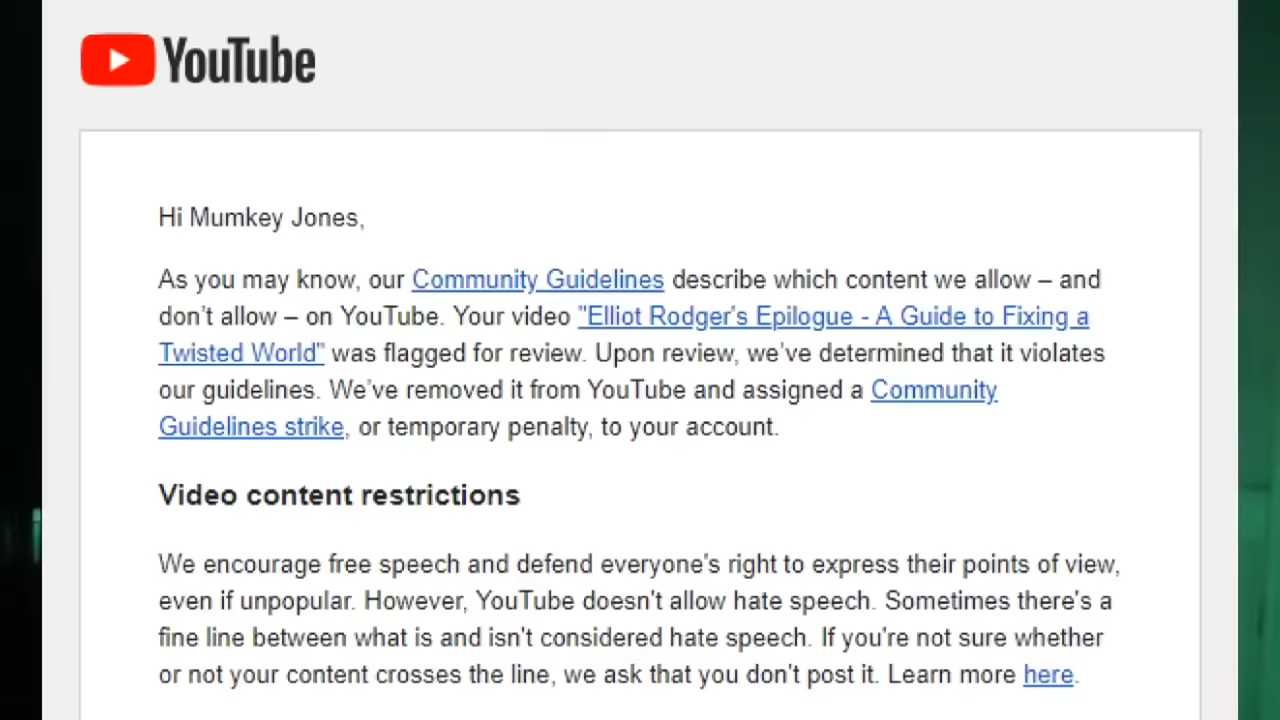 YouTube
Hi Mumkey Jones,
As you may know, our Community Guidelines describe which content we allow – and
don’t allow – on YouTube. Your video "Elliot Rodger's Epilogue - A Guide to Fixing a
Twisted World" was flagged for review. Upon review, we’ve determined that it violates
our guidelines. We’ve removed it from YouTube and assigned a Community
Guidelines strike, or temporary penalty, to your account.
Video content restrictions
We encourage free speech and defend everyone's right to express their points of view,
even if unpopular. However, YouTube doesn't allow hate speech. Sometimes there's a
fine line between what is and isn't considered hate speech. If you're not sure whether
or not your content crosses the line, we ask that you don't post it. Learn more here.